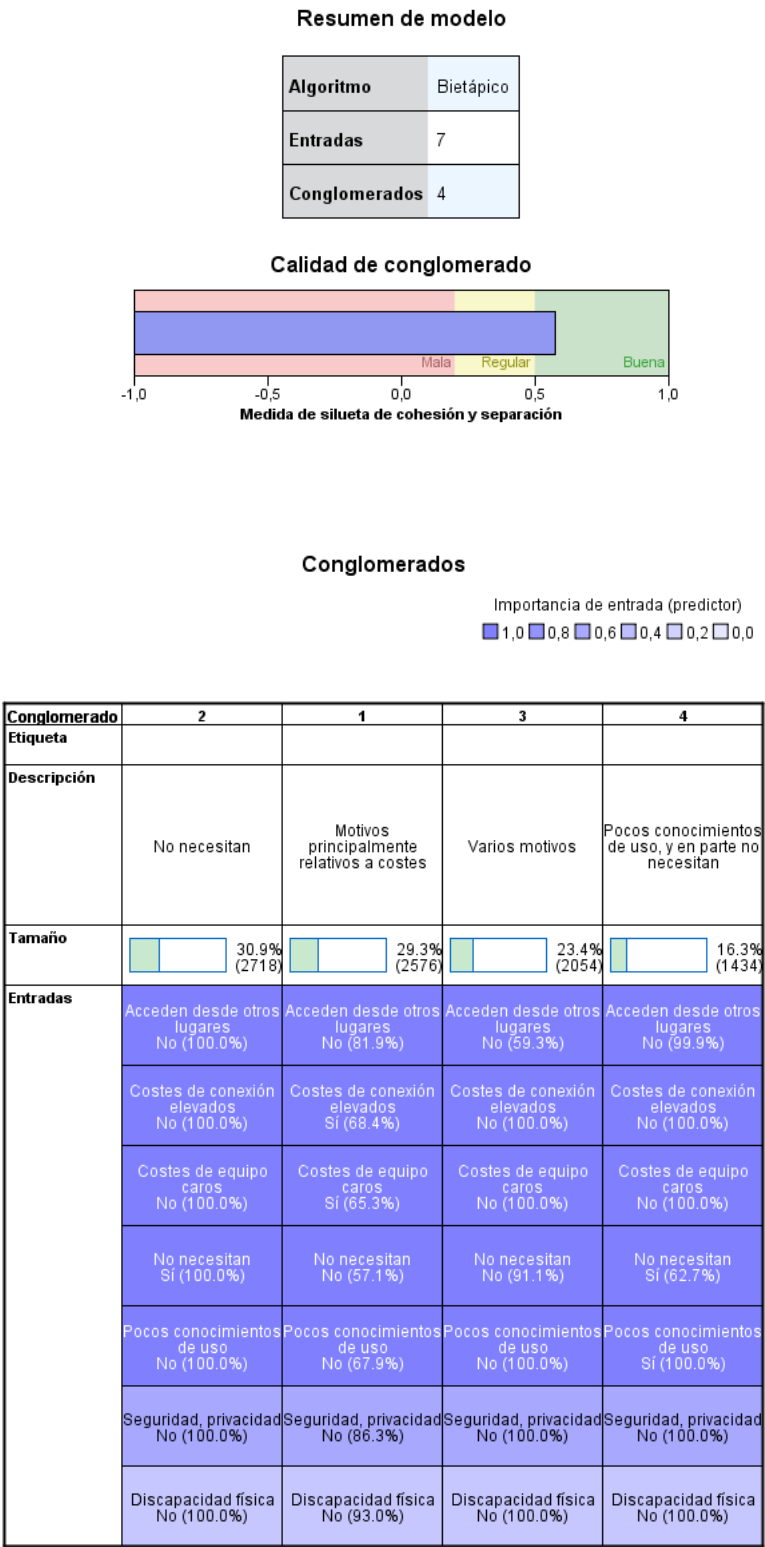 Resumen de modelo
Algoritmo Bietápico
Entradas 7
Conglomerados 4
Calidad de conglomerado
Mala Regular Buena
-1,0 -0,5 0,0 0,5 1,0
Medida de silueta de cohesión y separación
Conglomerados
Importancia de entrada (predictor)
1,0 0,8 0,6 0,4 0,2 0,0
Conglomerado 2 1 3 4
Etiqueta
Descripción
No necesitan
Motivos
principalmente
relativos a costes
Varios motivos
Pocos conocimientos
de uso, y en parte no
necesitan
Tamaño
30.9%
(2718)
29.3%
(2576)
23.4%
(2054)
16.3%
(1434)
Entradas
Acceden desde otros Acceden desde otros Acceden desde otros Acceden desde otros
lugares lugares lugares lugares
No (100.0%) No (81.9%) No (59.3%) No (99.9%)
Costes de conexión Costes de conexión Costes de conexión Costes de conexión
elevados elevados elevados elevados
No (100.0%) Sí (68.4%) No (100.0%) No (100.0%)
Costes de equipo Costes de equipo Costes de equipo Costes de equipo
caros caros caros caros
No (100.0%) Sí (65.3%) No (100.0%) No (100.0%)
No necesitan No necesitan No necesitan No necesitan
Sí (100.0%) No (57.1%) No (91.1%) Sí (62.7%)
Pocos conocimientos Pocos conocimientos Pocos conocimientos Pocos conocimientos
de uso de uso de uso de uso
No (100.0%) No (67.9%) No (100.0%) Sí (100.0%)
Seguridad, privacidad Seguridad, privacidad Seguridad, privacidad Seguridad, privacidad
No (100.0%) No (86.3%) No (100.0%) No (100.0%)
Discapacidad física Discapacidad física Discapacidad física Discapacidad física
No (100.0%) No (93.0%) No (100.0%) No (100.0%)